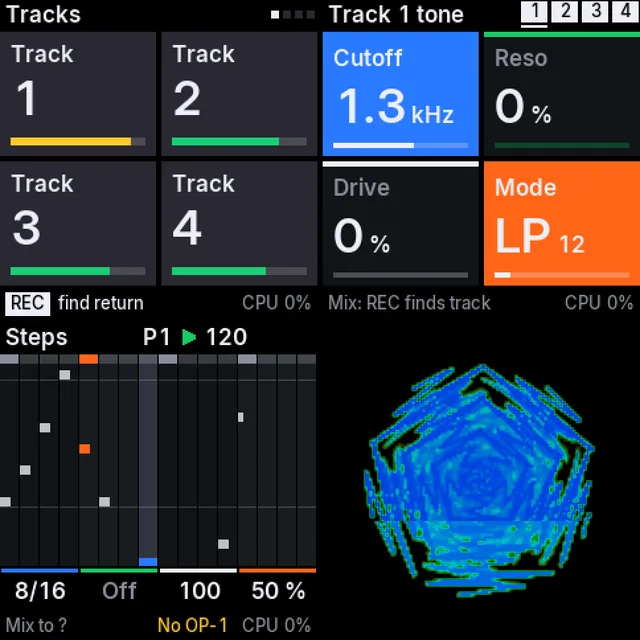 Tracks
Track
1
Track
2
Track
3
Track
4
REC find return CPU 0%
Track 1 tone 1 2 3 4
Cutoff
1.3 kHz
Reso
0 %
Drive
0 %
Mode
LP 12
Mix: REC finds track CPU 0%
Steps P1 ▶ 120
8/16 Off 100 50 %
Mix to ? No OP-1 CPU 0%